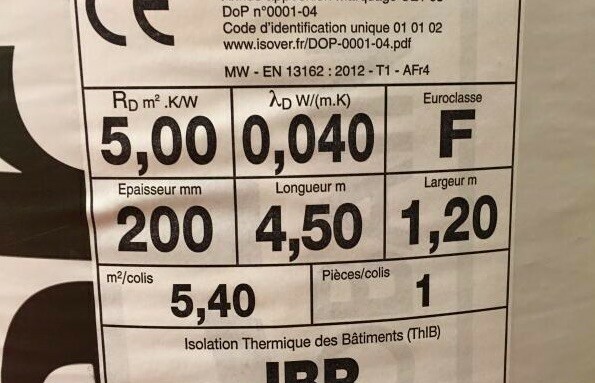 CE
DoP n°0001-04
Code d'identification unique 01 01 02
www.isover.fr/DOP-0001-04.pdf
MW - EN 13162 : 2012 - T1 - AFr4
RD m² .K/W
λD W/(m.K)
Euroclasse
5,00
0,040
F
Epaisseur mm
Longueur m
Largeur m
200
4,50
1,20
m²/colis
5,40
Pièces/colis
1
Isolation Thermique des Bâtiments (ThIB)
IBR